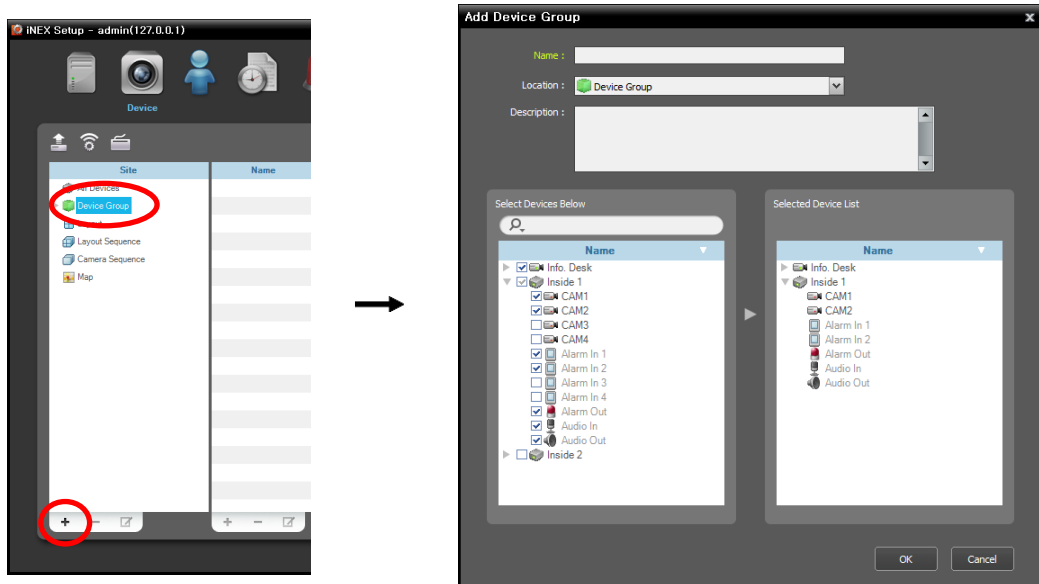 iNEX Setup - admin(127.0.0.1)
Device
Site
Name
All Devices
Device Group
Layout
Layout Sequence
Camera Sequence
Map
Add Device Group
Name :
Location :
Device Group
Description :
Select Devices Below
Name
Info. Desk
Inside 1
CAM1
CAM2
CAM3
CAM4
Alarm In 1
Alarm In 2
Alarm In 3
Alarm In 4
Alarm Out
Audio In
Audio Out
Inside 2
Selected Device List
Name
Info. Desk
Inside 1
CAM1
CAM2
Alarm In 1
Alarm In 2
Alarm Out
Audio In
Audio Out
OK
Cancel